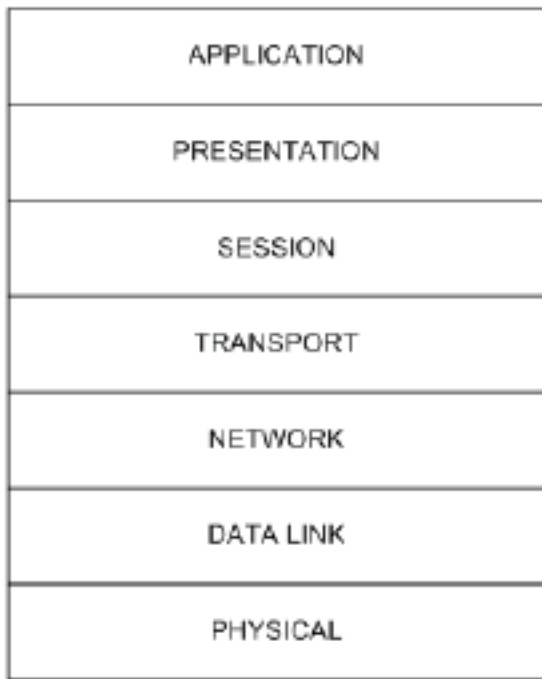 APPLICATION
PRESENTATION
SESSION
TRANSPORT
NETWORK
DATA LINK
PHYSICAL